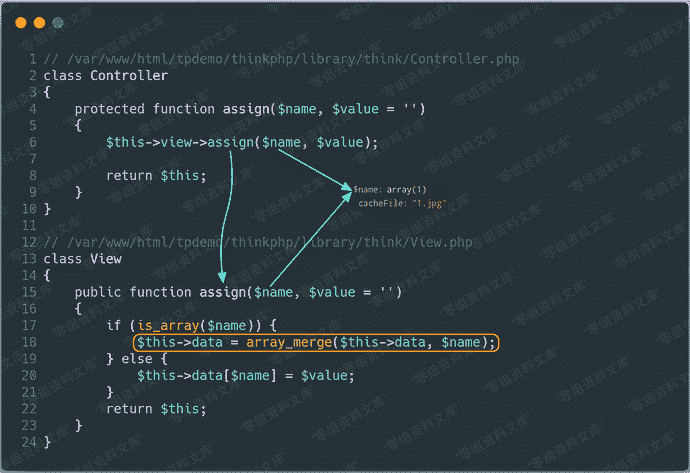 1 // /var/www/html/tpdemo/thinkphp/library/think/Controller.php
2 class Controller
3 {
4     protected function assign($name, $value = '')
5     {
6         $this->view->assign($name, $value);
7
8         return $this;
9     }
$name: array(1)
cacheFile: "1.jpg"
10 }
11
12 // /var/www/html/tpdemo/thinkphp/library/think/View.php
13 class View
14 {
15     public function assign($name, $value = '')
16     {
17         if (is_array($name)) {
18             $this->data = array_merge($this->data, $name);
19         } else {
20             $this->data[$name] = $value;
21         }
22         return $this;
23     }
24 }
零组资料文库